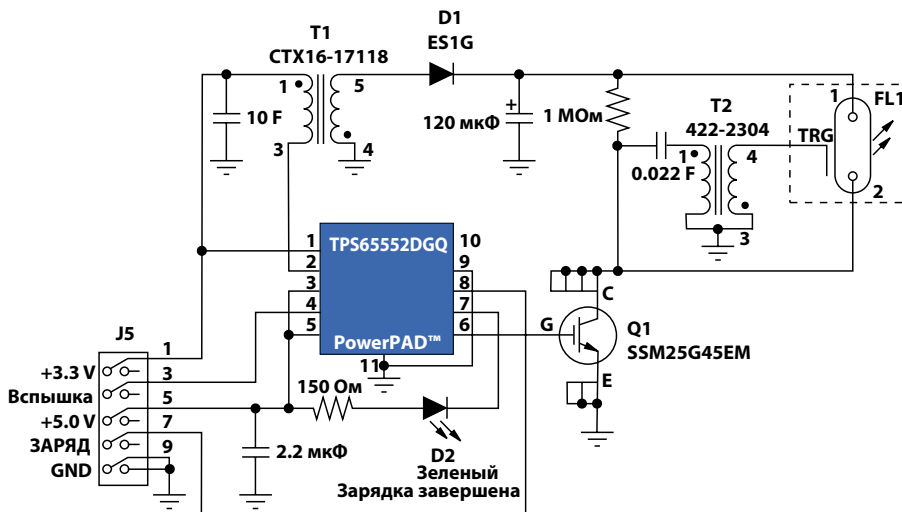 D1
ES1G
T1
CTX16-17118
1
5
3
4
10 F
120 мкФ
+
1 МОм
T2
422-2304
1
4
3
0.022 F
TRG
1
FL1
2
TPS65552DGQ
PowerPAD™
1
2
3
4
5
10
9
8
7
6
11
G
C
E
Q1
SSM25G45EM
J5
1
3
5
7
9
+3.3 V
Вспышка
+5.0 V
ЗАРЯД
GND
150 Ом
2.2 мкФ
D2
Зеленый
Зарядка завершена